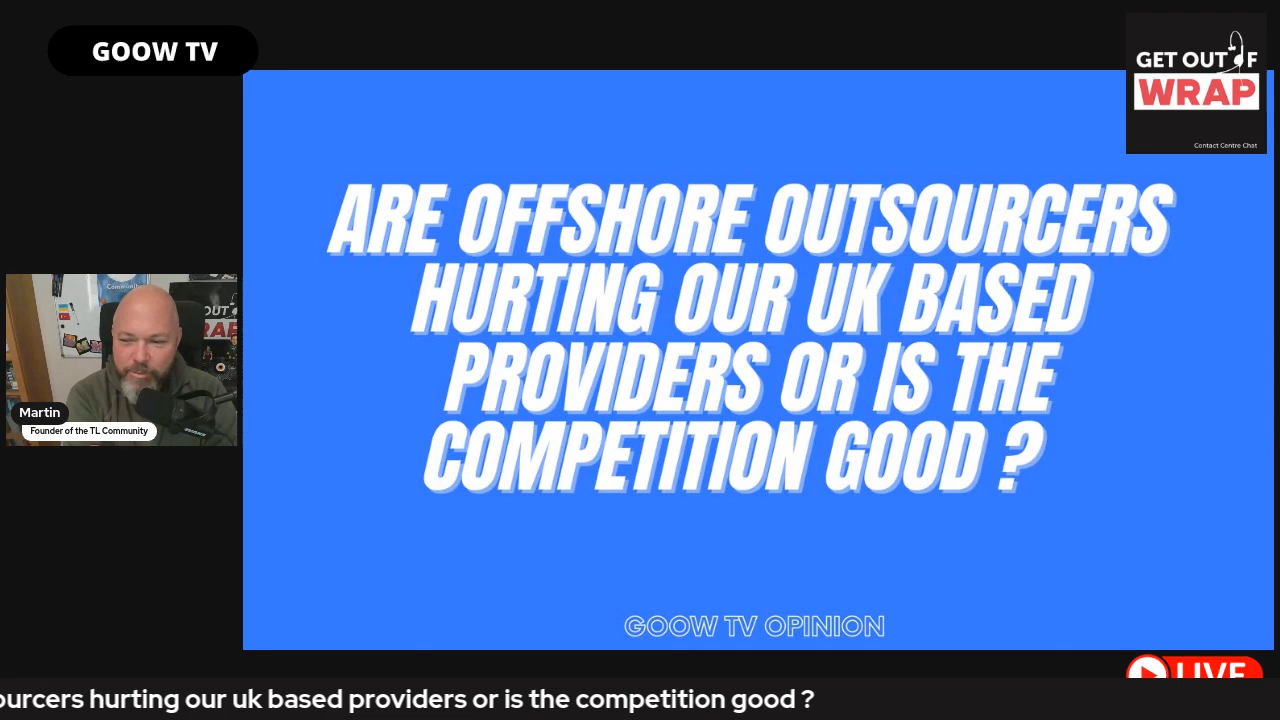 GOOW TV
GET OUT OF
WRAP
Contact Centre Chat
ARE OFFSHORE OUTSOURCERS
HURTING OUR UK BASED
PROVIDERS OR IS THE
COMPETITION GOOD ?
Martin
Founder of the TL Community
GOOW TV OPINION
LIVE
ourcers hurting our uk based providers or is the competition good ?